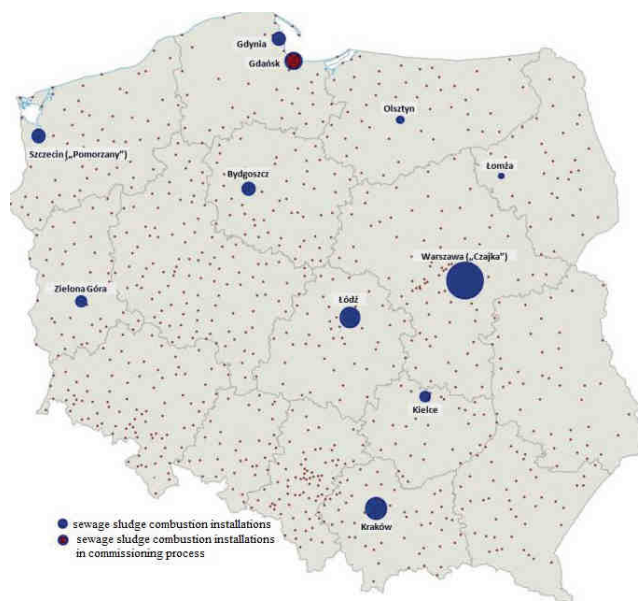 Gdynia
Gdańsk
Olsztyn
Szczecin („Pomorzany")
Łomża
Bydgoszcz
Warszawa („Czajka")
Zielona Góra
Łódź
Kielce
Kraków
sewage sludge combustion installations
sewage sludge combustion installations
in commissioning process